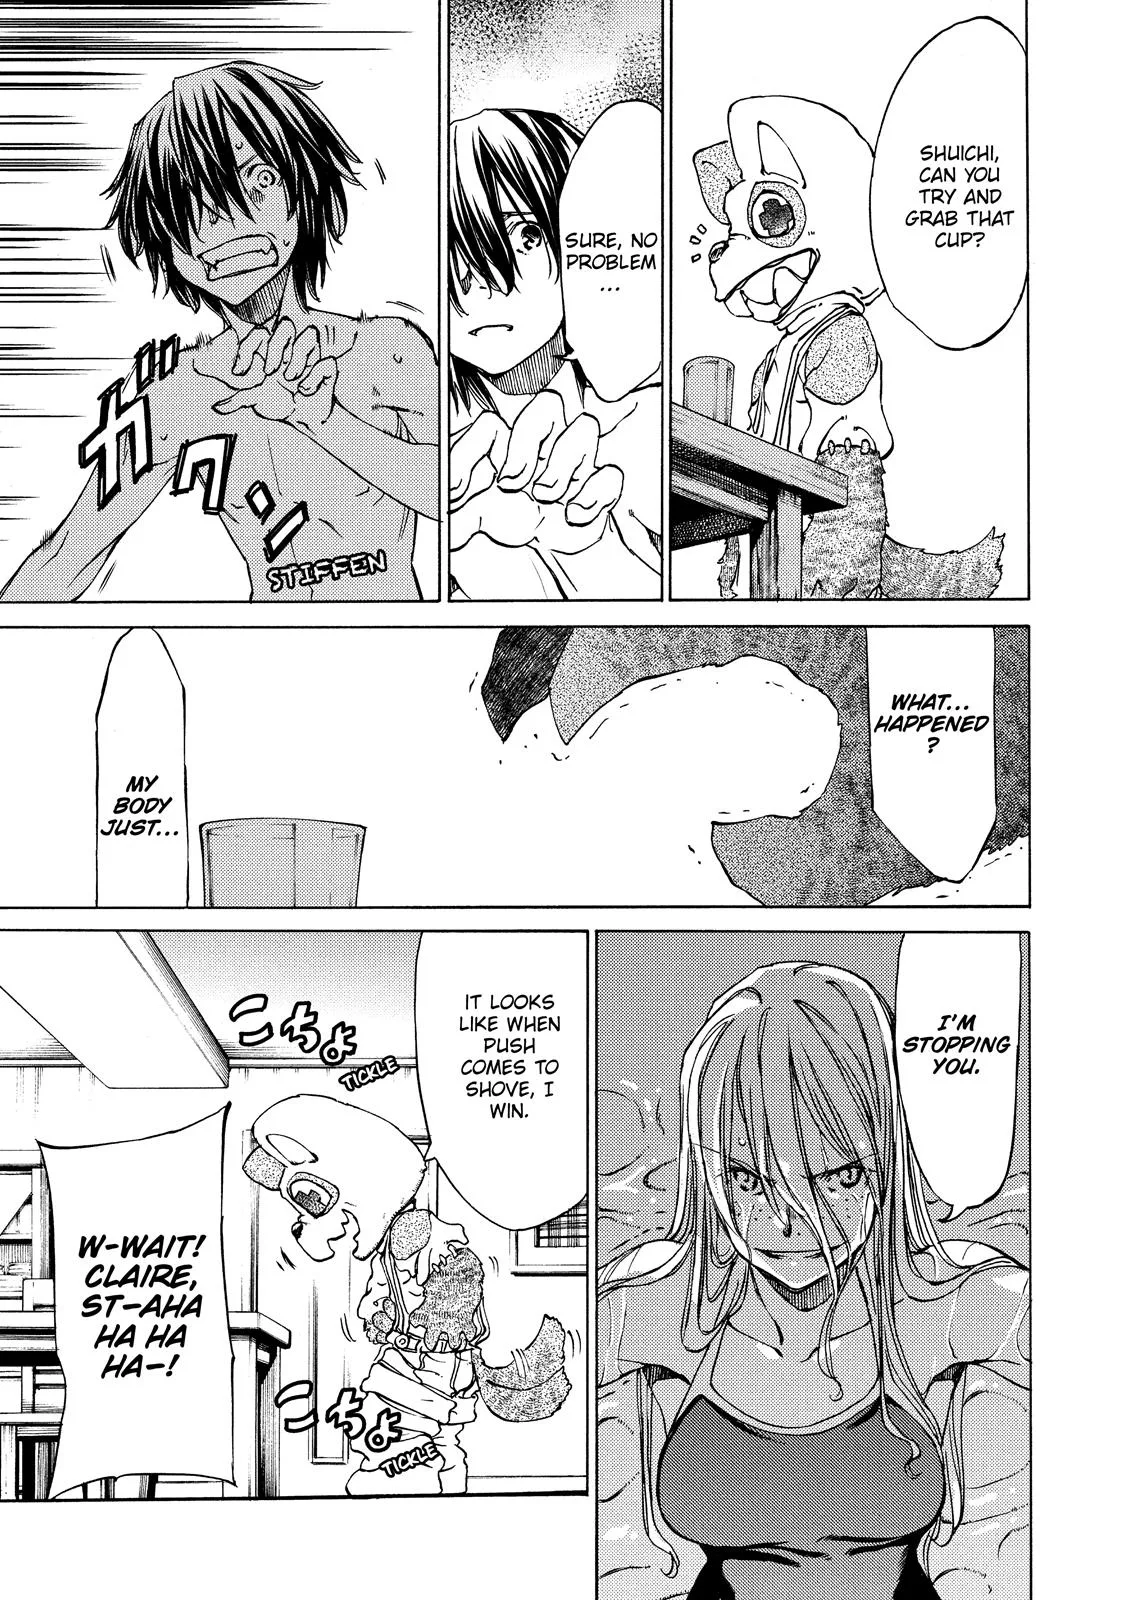 SHUICHI,
CAN YOU
TRY AND
GRAB THAT
CUP?
SURE, NO
PROBLEM
...
ガクン
STIFFEN
WHAT...
HAPPENED
?
MY
BODY
JUST...
I'M
STOPPING
YOU.
IT LOOKS
LIKE WHEN
PUSH
COMES TO
SHOVE, I
WIN.
こちょ
TICKLE
W-WAIT!
CLAIRE,
ST-AHA
HA HA
HA-!
こちょ
TICKLE